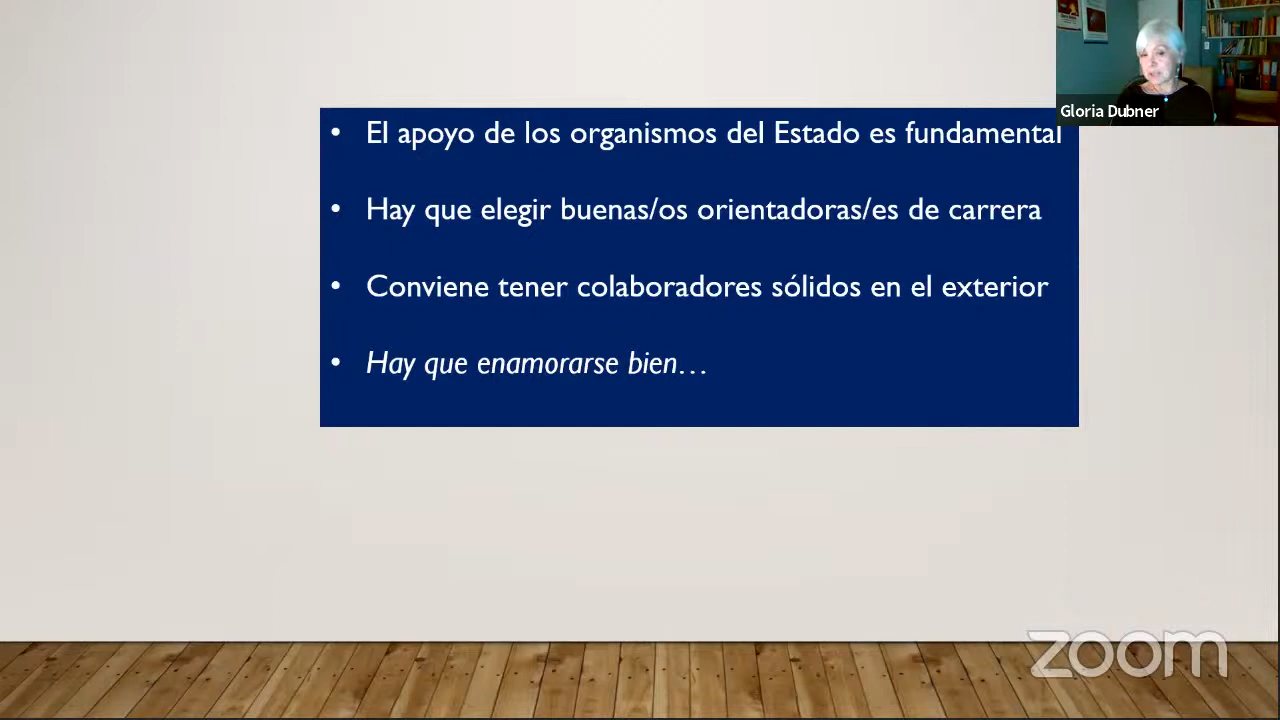 Gloria Dubner
• El apoyo de los organismos del Estado es fundamental
• Hay que elegir buenas/os orientadoras/es de carrera
• Conviene tener colaboradores sólidos en el exterior
• Hay que enamorarse bien…
zoom